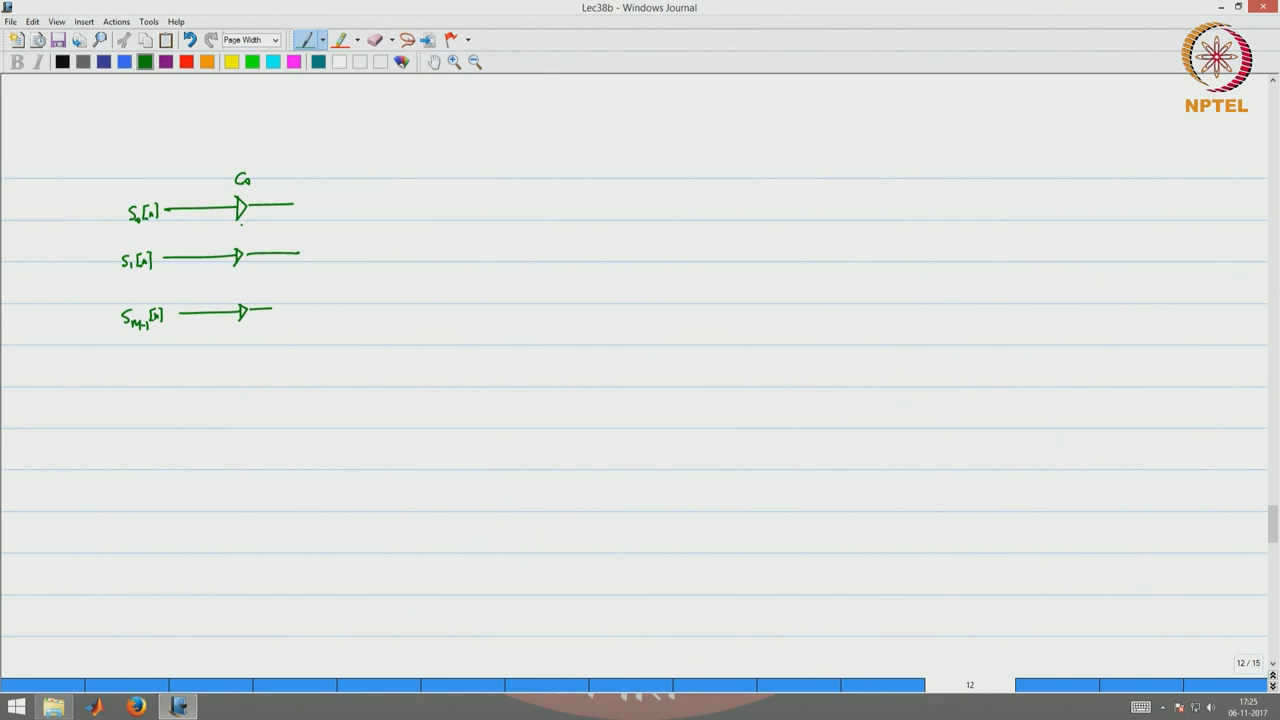 Lec38b - Windows Journal
File Edit View Insert Actions Tools Help
Page Width
B I
NPTEL
C₀
S₀[n]
S₁[n]
S_{M-1}[n]
12 / 15
12
17:25
06-11-2017